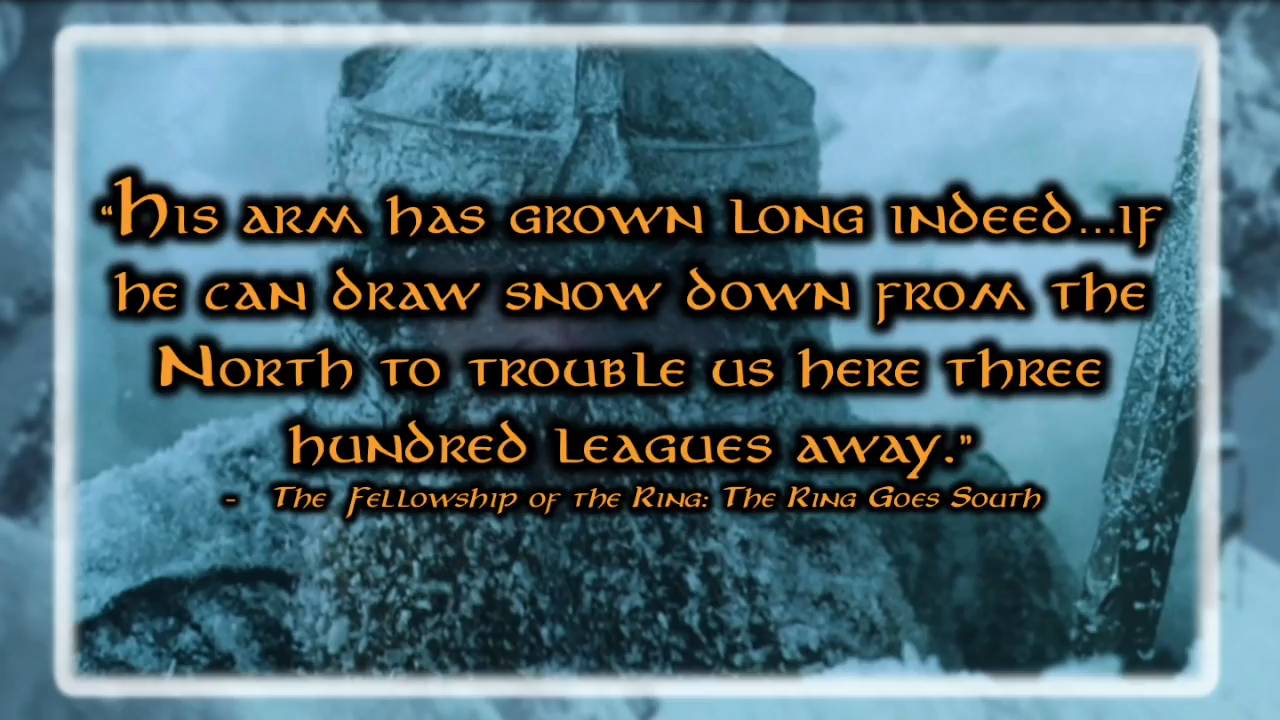 “His arm has grown long indeed...if
he can draw snow down from the
North to trouble us here three
hundred leagues away.”
- The Fellowship of the Ring: The Ring Goes South